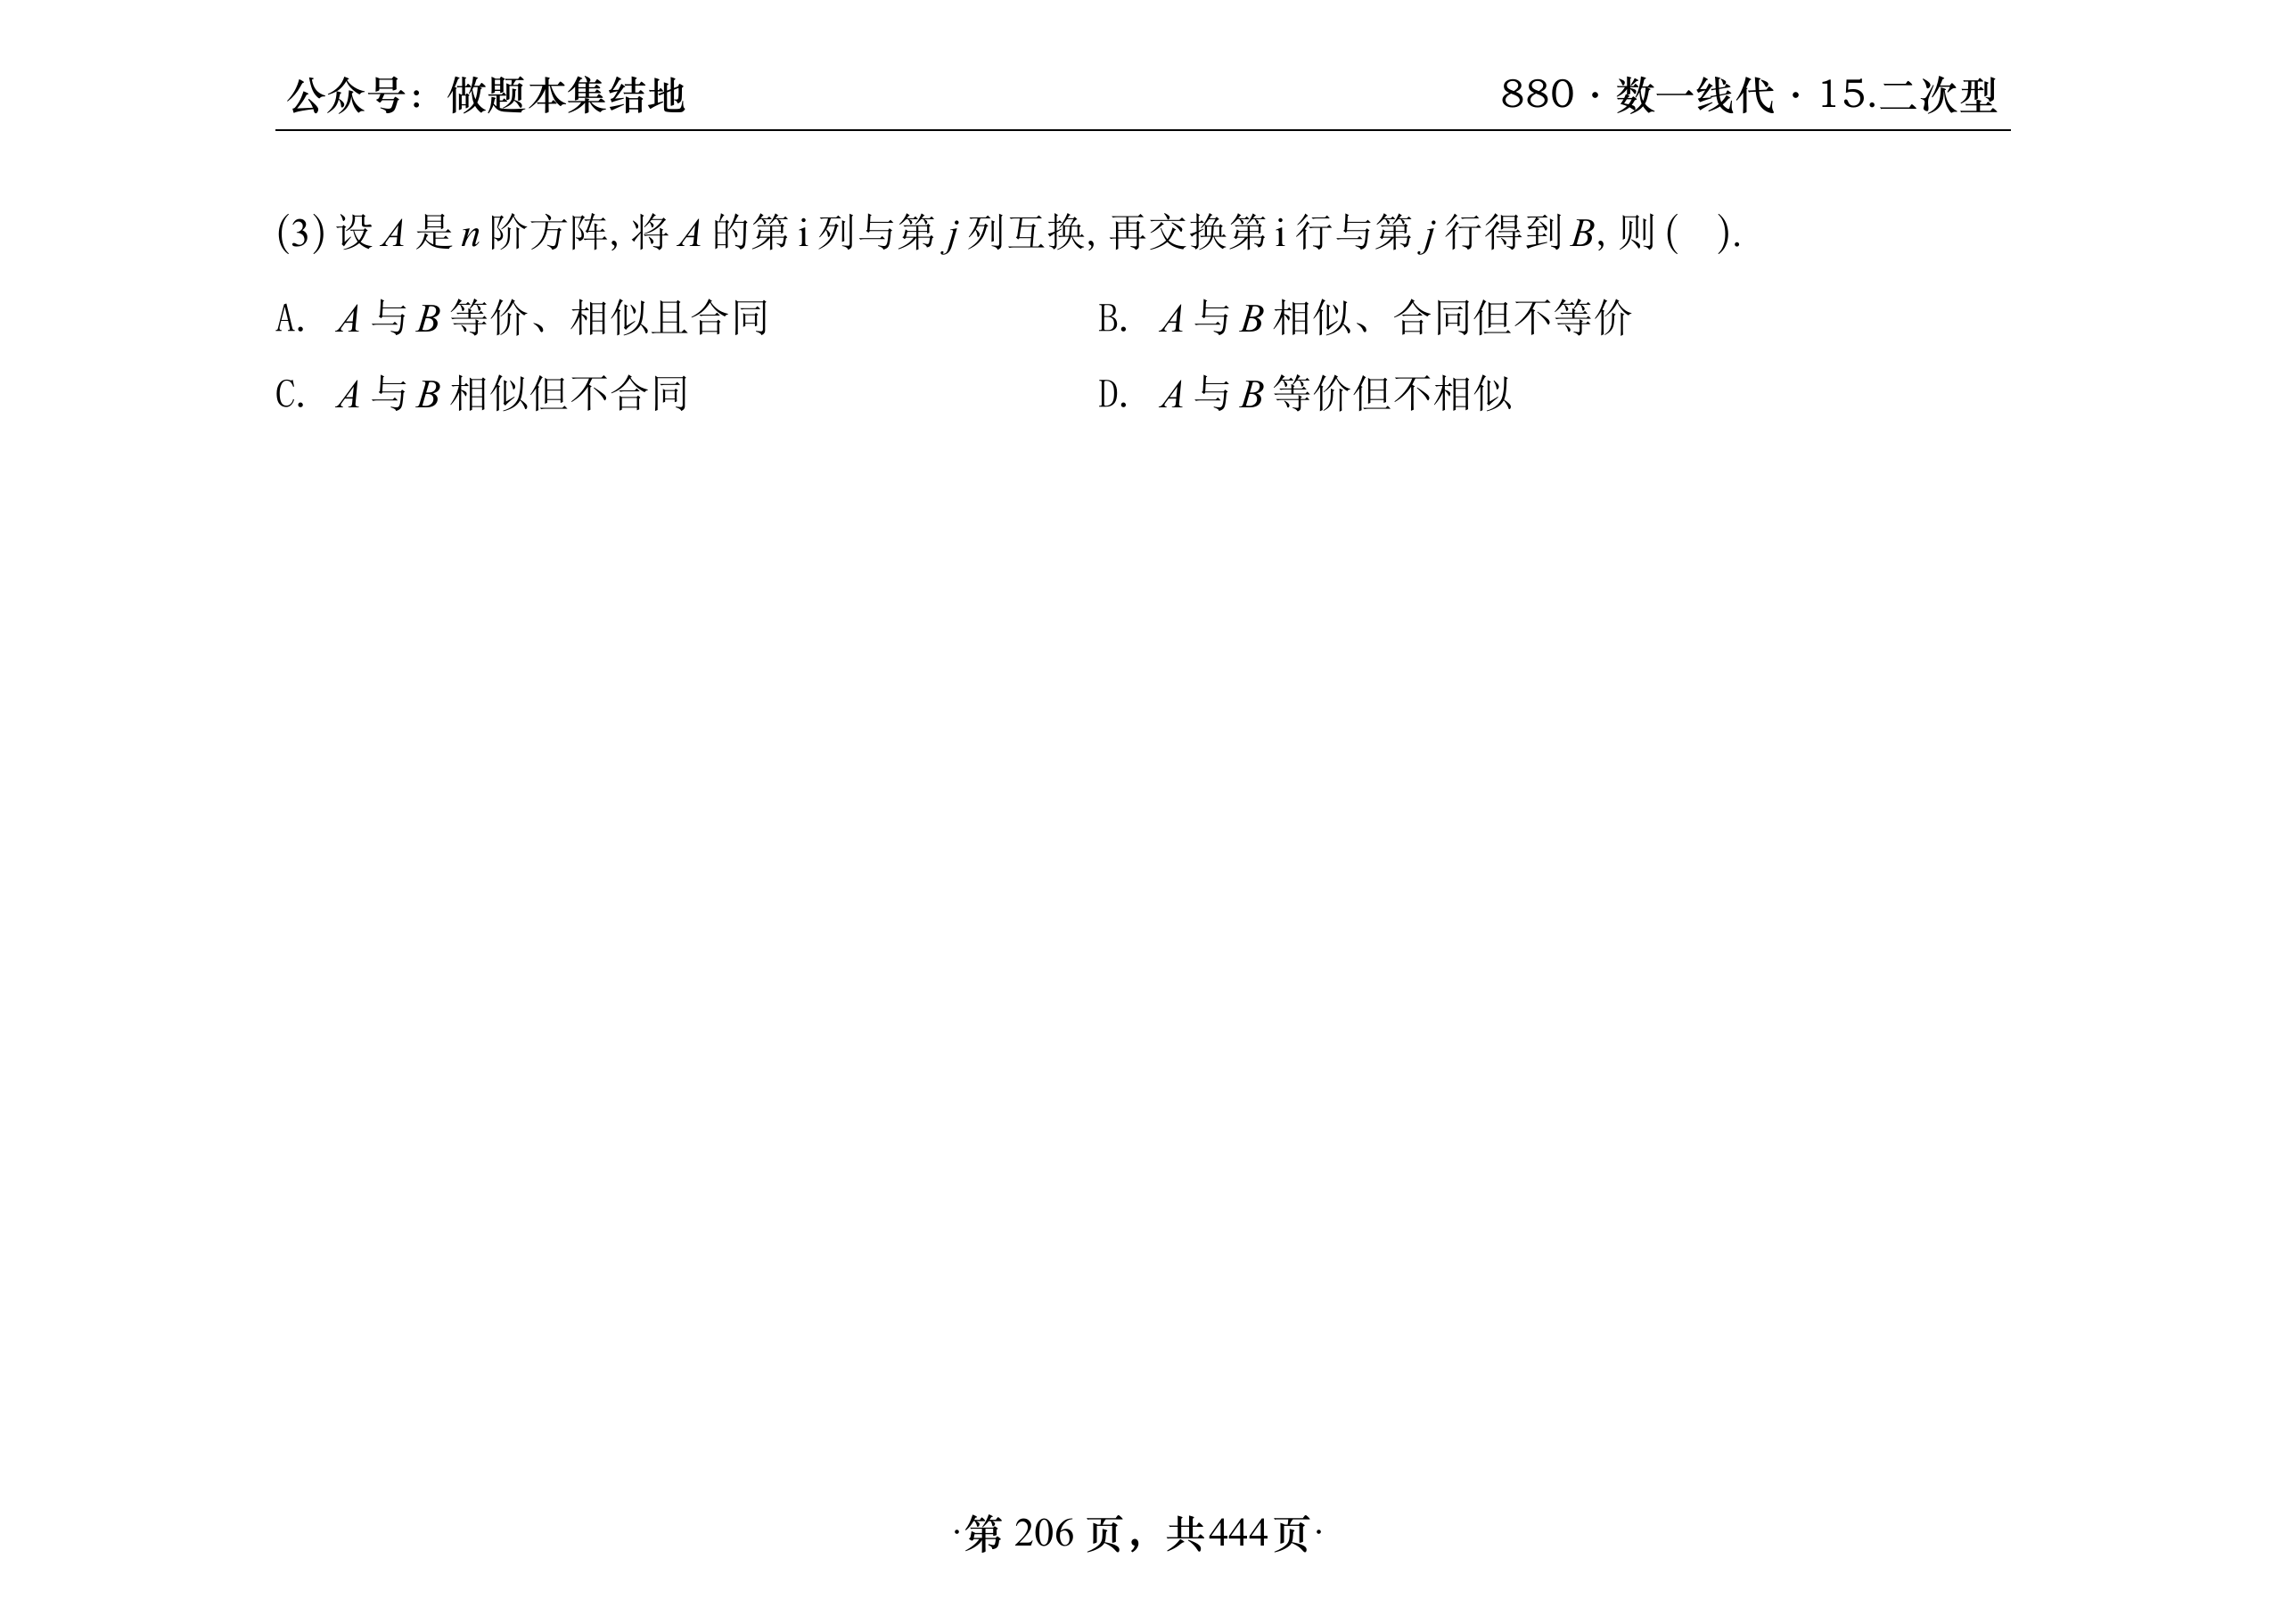 公众号：做题本集结地
880 · 数一线代 · 15.二次型
(3) 设 A 是 n 阶方阵, 将 A 的第 i 列与第 j 列互换, 再交换第 i 行与第 j 行得到 B, 则 (   ).
A. A 与 B 等价、相似且合同
B. A 与 B 相似、合同但不等价
C. A 与 B 相似但不合同
D. A 与 B 等价但不相似
·第 206 页，共444页·